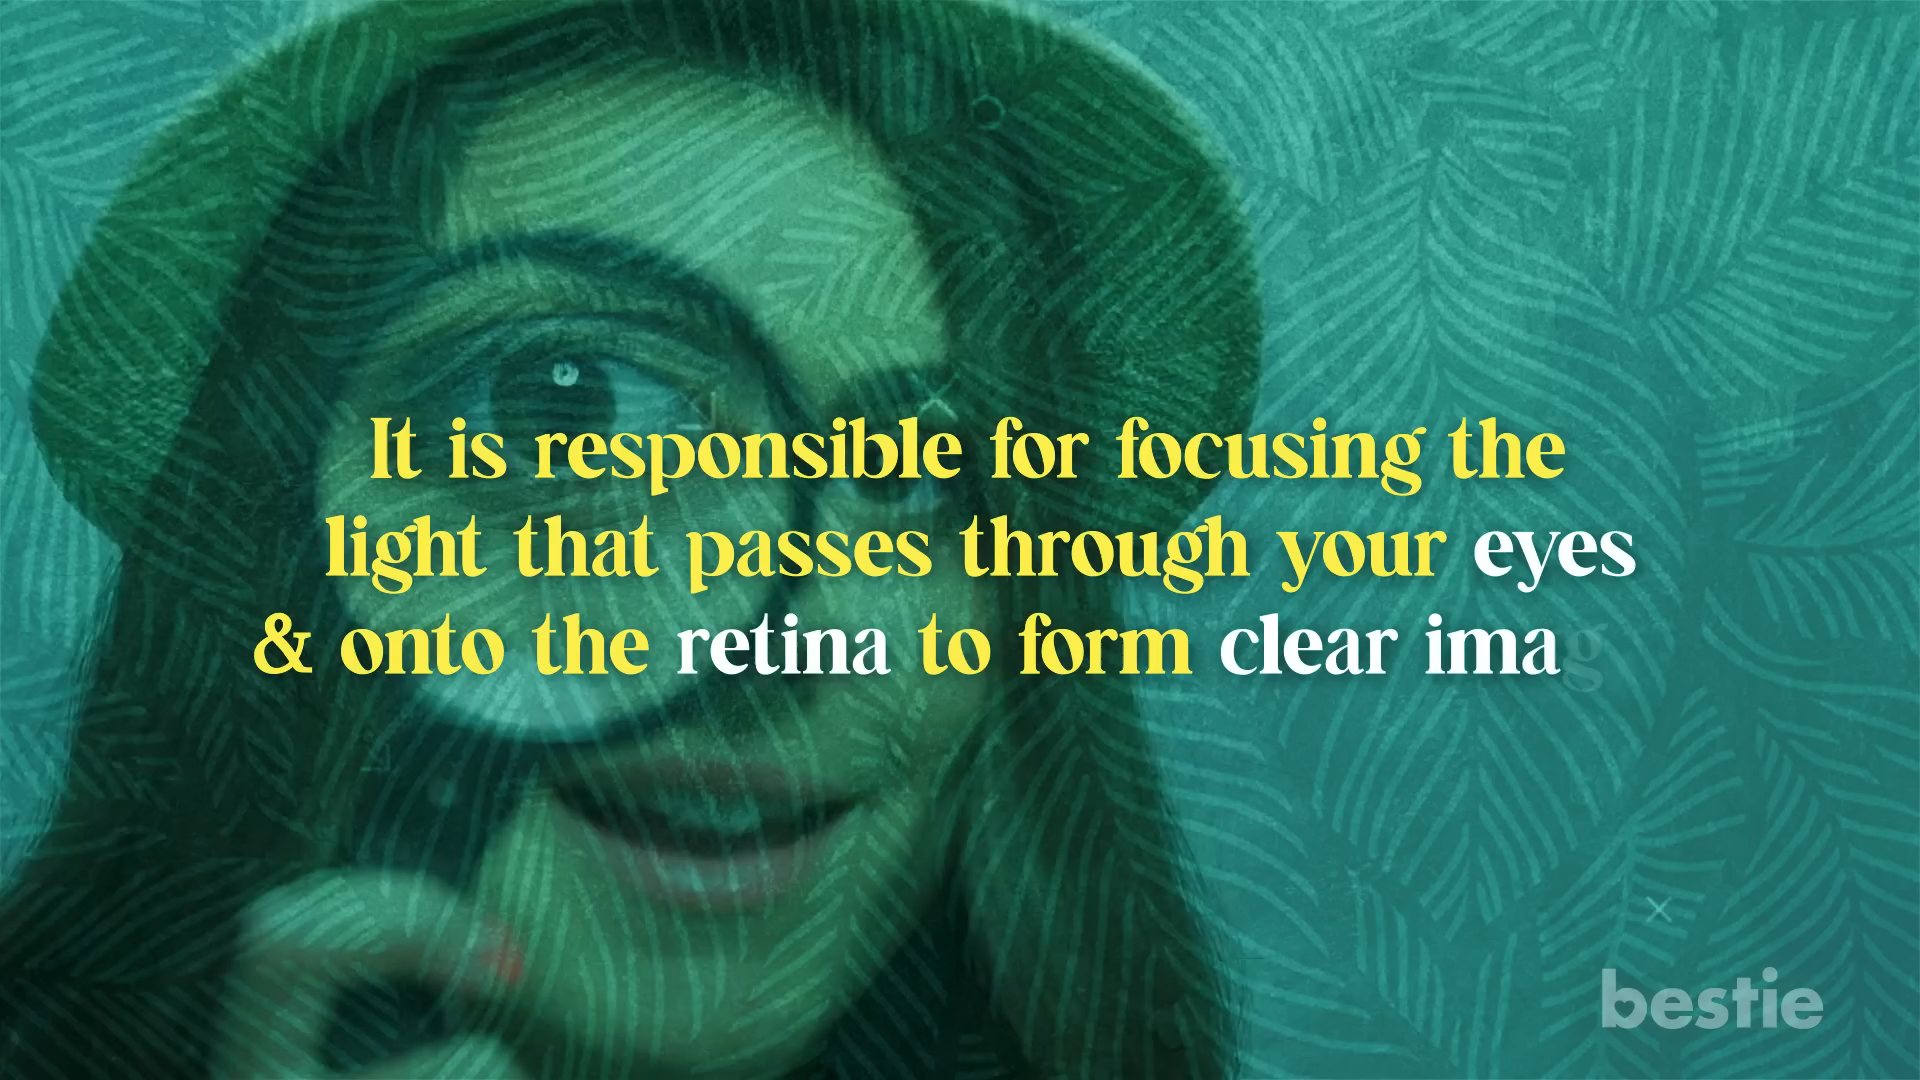 It is responsible for focusing the
light that passes through your eyes
& onto the retina to form clear imag
bestie